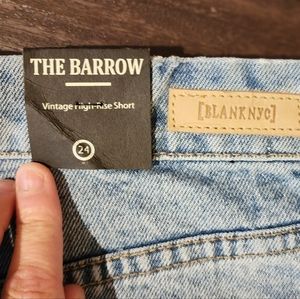 THE BARROW
Vintage High-Rise Short
[BLANKNYC]
24